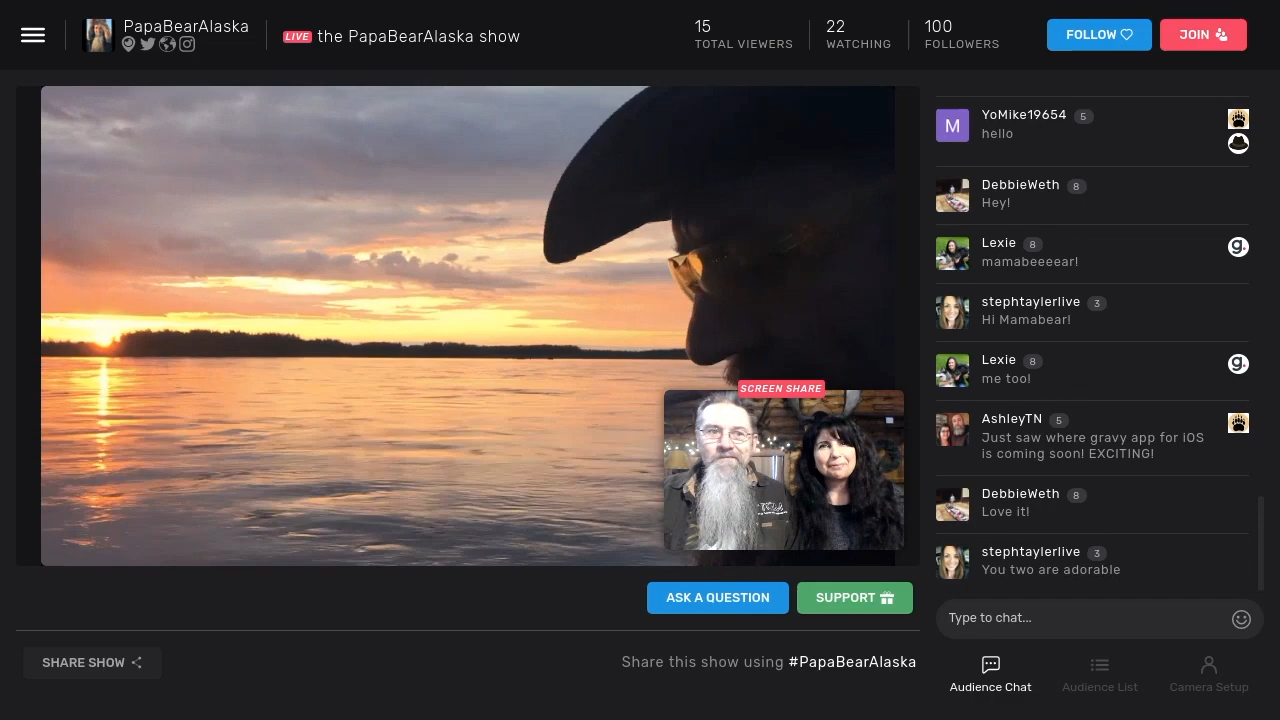 PapaBearAlaska
LIVE the PapaBearAlaska show
15
TOTAL VIEWERS
22
WATCHING
100
FOLLOWERS
FOLLOW
JOIN
SCREEN SHARE
M
YoMike19654 5
hello
DebbieWeth 8
Hey!
Lexie 8
mamabeeeear!
g.
stephtaylerlive 3
Hi Mamabear!
Lexie 8
me too!
g.
AshleyTN 5
Just saw where gravy app for iOS
is coming soon! EXCITING!
DebbieWeth 8
Love it!
stephtaylerlive 3
You two are adorable
ASK A QUESTION
SUPPORT
Type to chat...
SHARE SHOW
Share this show using #PapaBearAlaska
Audience Chat
Audience List
Camera Setup